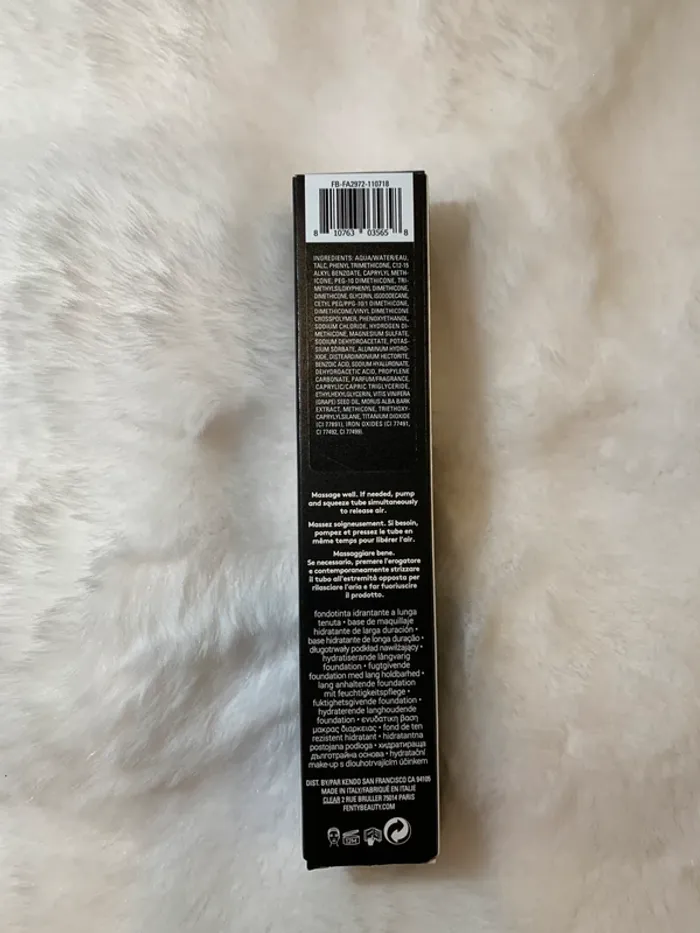 FB-FA2972-110718
8 10763 03565 8
INGREDIENTS: AQUA/WATER/EAU,
TALC, PHENYL TRIMETHICONE, C12-15
ALKYL BENZOATE, CAPRYLYL METH-
ICONE, PEG-10 DIMETHICONE, TRI-
METHYLSILOXYPHENYL DIMETHICONE,
DIMETHICONE, GLYCERIN, ISODODECANE,
CETYL PEG/PPG-10/1 DIMETHICONE,
DIMETHICONE/VINYL DIMETHICONE
CROSSPOLYMER, PHENOXYETHANOL,
SODIUM CHLORIDE, HYDROGEN DI-
METHICONE, MAGNESIUM SULFATE,
SODIUM DEHYDROACETATE, POTAS-
SIUM SORBATE, ALUMINUM HYDRO-
XIDE, DISTEARDIMONIUM HECTORITE,
BENZOIC ACID, SODIUM HYALURONATE,
DEHYDROACETIC ACID, PROPYLENE
CARBONATE, PARFUM/FRAGRANCE,
CAPRYLIC/CAPRIC TRIGLYCERIDE,
ETHYLHEXYLGLYCERIN, VITIS VINIFERA
(GRAPE) SEED OIL, MORUS ALBA BARK
EXTRACT, METHICONE, TRIETHOXY-
CAPRYLYLSILANE, TITANIUM DIOXIDE
(CI 77891), IRON OXIDES (CI 77491,
CI 77492, CI 77499).
Massage well. If needed, pump
and squeeze tube simultaneously
to release air.
Massez soigneusement. Si besoin,
pompez et pressez le tube en
même temps pour libérer l'air.
Massaggiare bene.
Se necessario, premere l'erogatore
e contemporaneamente strizzare
il tubo all'estremità opposta per
rilasciare l'aria e far fuoriuscire
il prodotto.
fondotinta idratante a lunga
tenuta • base de maquillaje
hidratante de larga duración •
base hidratante de longa duração •
długotrwały podkład nawilżający •
hydratiserande långvarig
foundation • fugtgivende
foundation med lang holdbarhed •
lang anhaltende foundation
mit feuchtigkeitspflege •
fuktighetsgivende foundation •
hydraterende langhoudende
foundation • ενυδατική βάση
μακράς διάρκειας • fond de ten
rezistent hidratant • hidratantna
postojana podloga • хидратираща
дълготрайна основа • hydratační
make-up s dlouhotrvajícím účinkem
DIST. BY/PAR KENDO SAN FRANCISCO CA 94105
MADE IN ITALY/FABRIQUÉ EN ITALIE
CLEAR 2 RUE BRULLER 75014 PARIS
FENTYBEAUTY.COM
12M